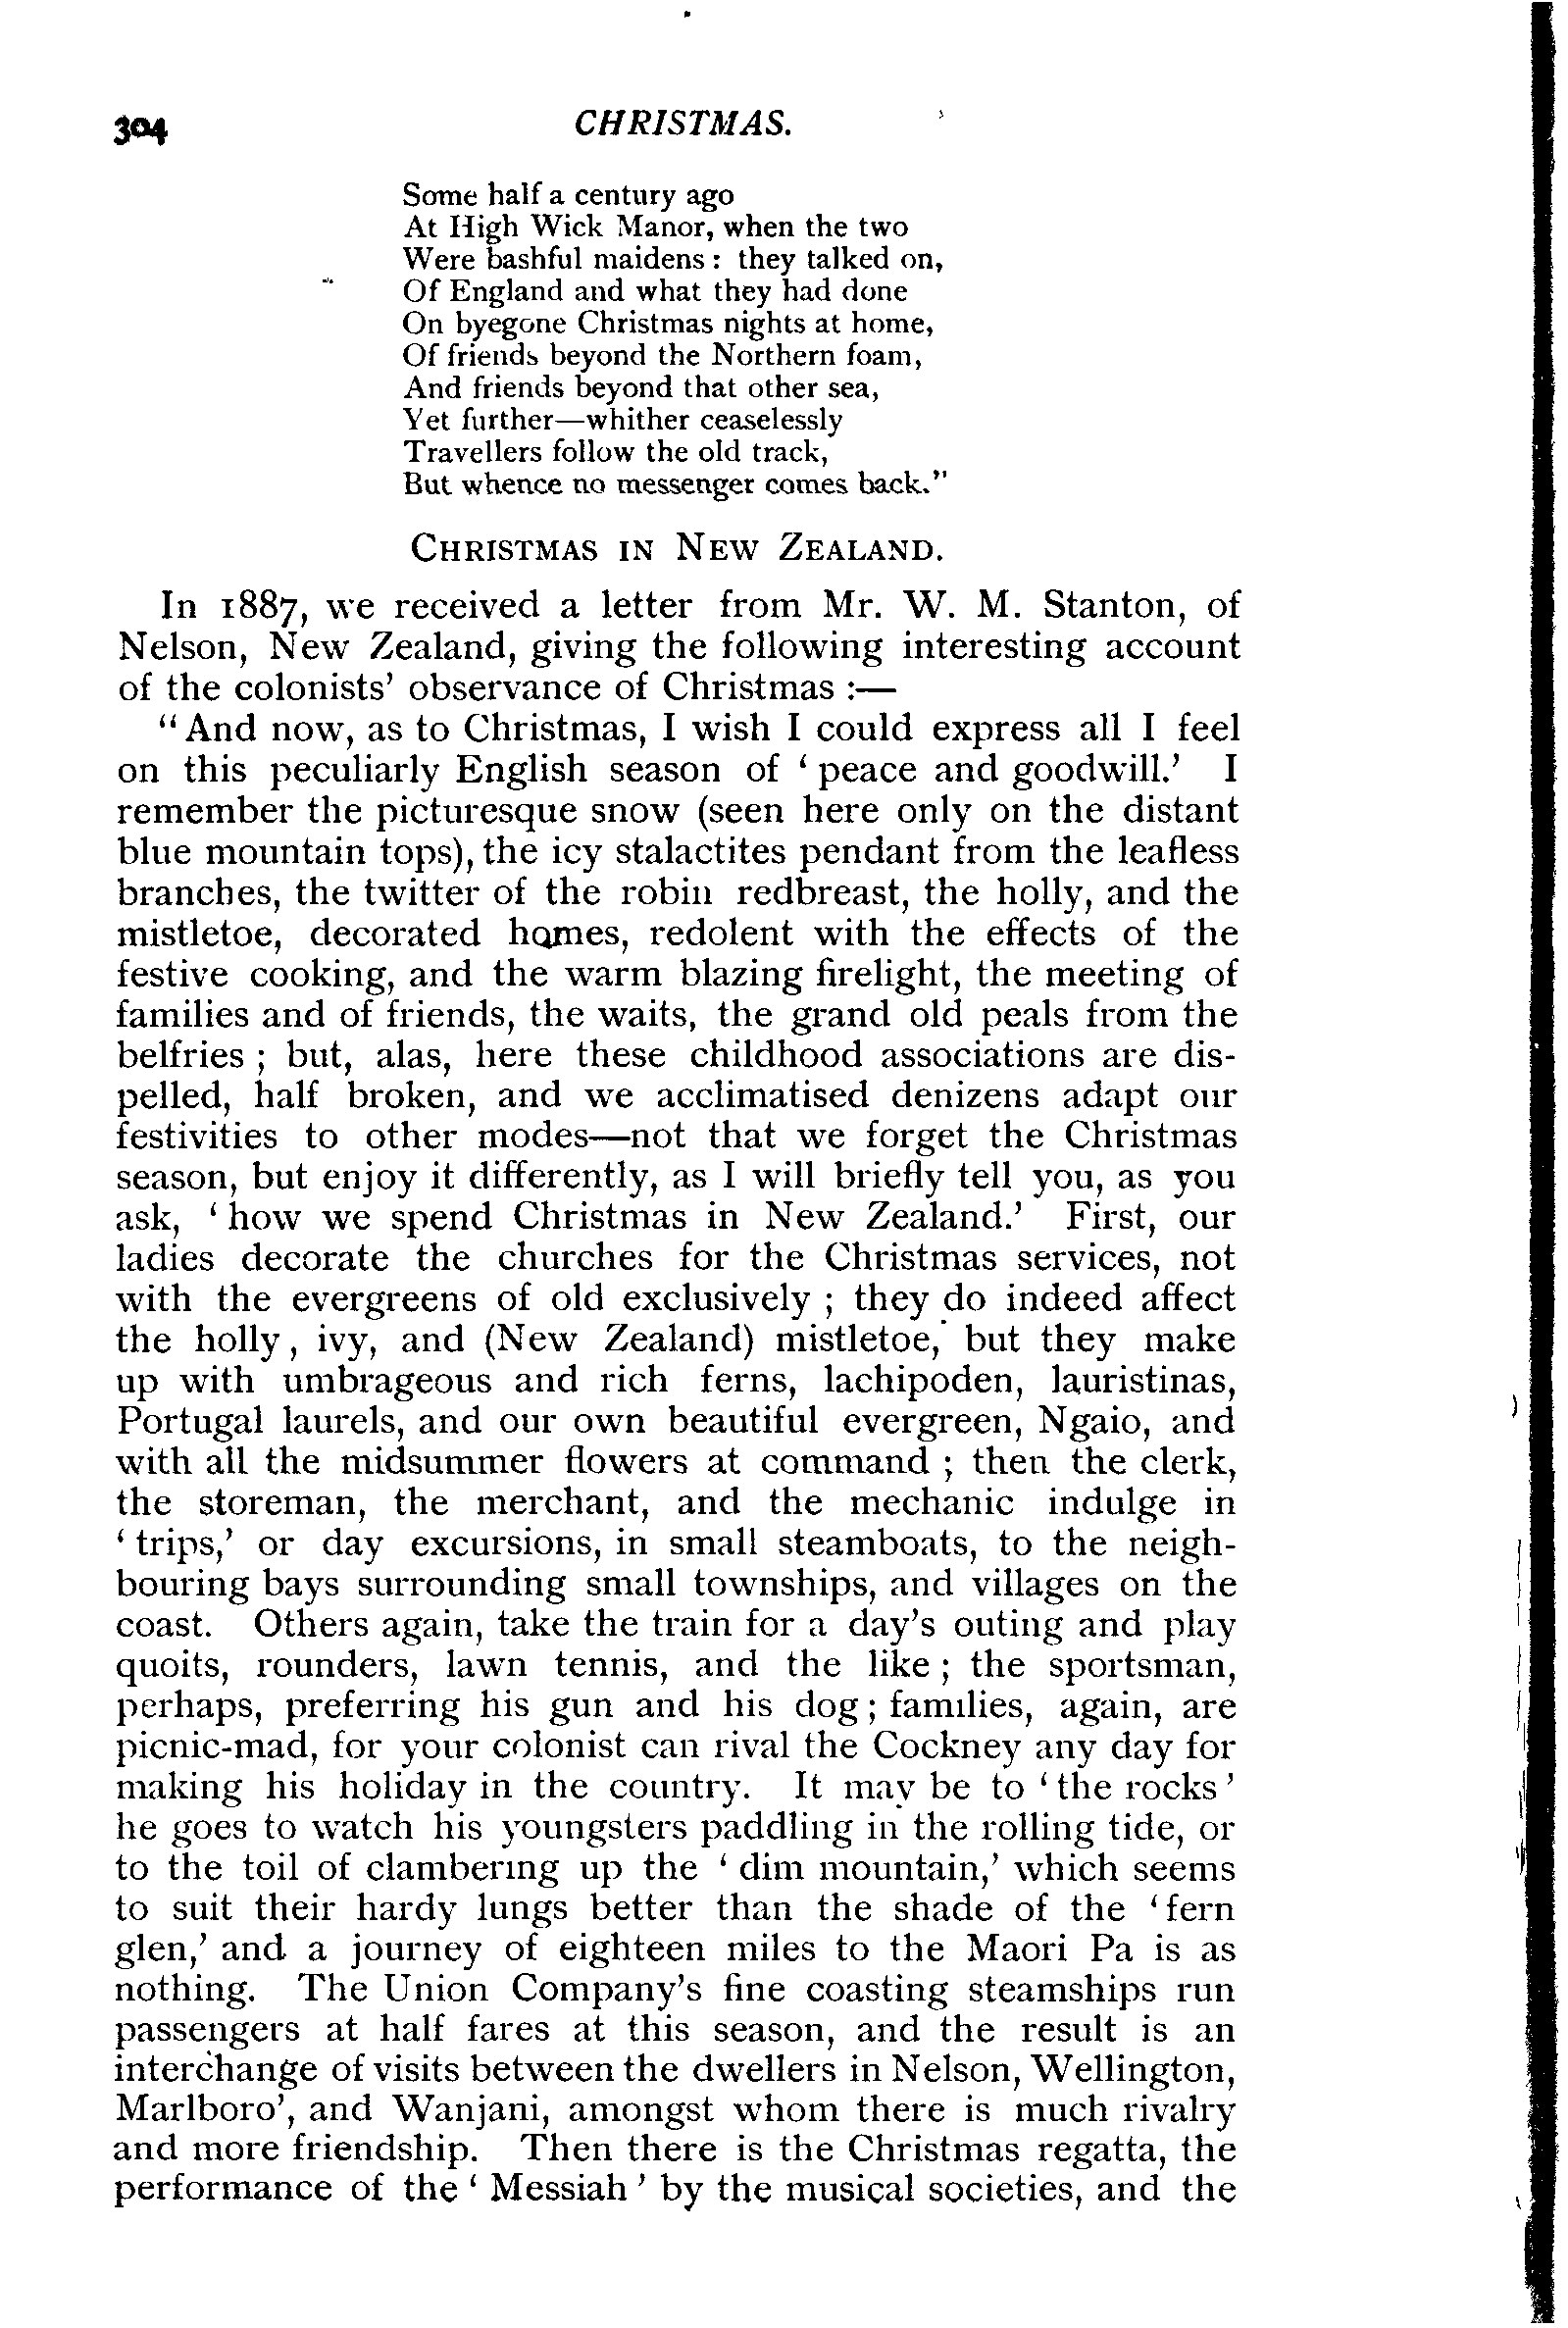 304
CHRISTMAS.
Some half a century ago
At High Wick Manor, when the two
Were bashful maidens : they talked on,
Of England and what they had done
On byegone Christmas nights at home,
Of friends beyond the Northern foam,
And friends beyond that other sea,
Yet further—whither ceaselessly
Travellers follow the old track,
But whence no messenger comes back."
CHRISTMAS IN NEW ZEALAND.
In 1887, we received a letter from Mr. W. M. Stanton, of
Nelson, New Zealand, giving the following interesting account
of the colonists' observance of Christmas :—
"And now, as to Christmas, I wish I could express all I feel
on this peculiarly English season of ‘ peace and goodwill.’ I
remember the picturesque snow (seen here only on the distant
blue mountain tops), the icy stalactites pendant from the leafless
branches, the twitter of the robin redbreast, the holly, and the
mistletoe, decorated homes, redolent with the effects of the
festive cooking, and the warm blazing firelight, the meeting of
families and of friends, the waits, the grand old peals from the
belfries ; but, alas, here these childhood associations are dis-
pelled, half broken, and we acclimatised denizens adapt our
festivities to other modes—not that we forget the Christmas
season, but enjoy it differently, as I will briefly tell you, as you
ask, ‘ how we spend Christmas in New Zealand.’ First, our
ladies decorate the churches for the Christmas services, not
with the evergreens of old exclusively ; they do indeed affect
the holly, ivy, and (New Zealand) mistletoe, but they make
up with umbrageous and rich ferns, lachipoden, lauristinas,
Portugal laurels, and our own beautiful evergreen, Ngaio, and
with all the midsummer flowers at command ; then the clerk,
the storeman, the merchant, and the mechanic indulge in
‘ trips,’ or day excursions, in small steamboats, to the neigh-
bouring bays surrounding small townships, and villages on the
coast. Others again, take the train for a day's outing and play
quoits, rounders, lawn tennis, and the like ; the sportsman,
perhaps, preferring his gun and his dog ; families, again, are
picnic-mad, for your colonist can rival the Cockney any day for
making his holiday in the country. It may be to ‘ the rocks ’
he goes to watch his youngsters paddling in the rolling tide, or
to the toil of clambering up the ‘ dim mountain,’ which seems
to suit their hardy lungs better than the shade of the ‘ fern
glen,’ and a journey of eighteen miles to the Maori Pa is as
nothing. The Union Company's fine coasting steamships run
passengers at half fares at this season, and the result is an
interchange of visits between the dwellers in Nelson, Wellington,
Marlboro', and Wanjani, amongst whom there is much rivalry
and more friendship. Then there is the Christmas regatta, the
performance of the ‘ Messiah ’ by the musical societies, and the